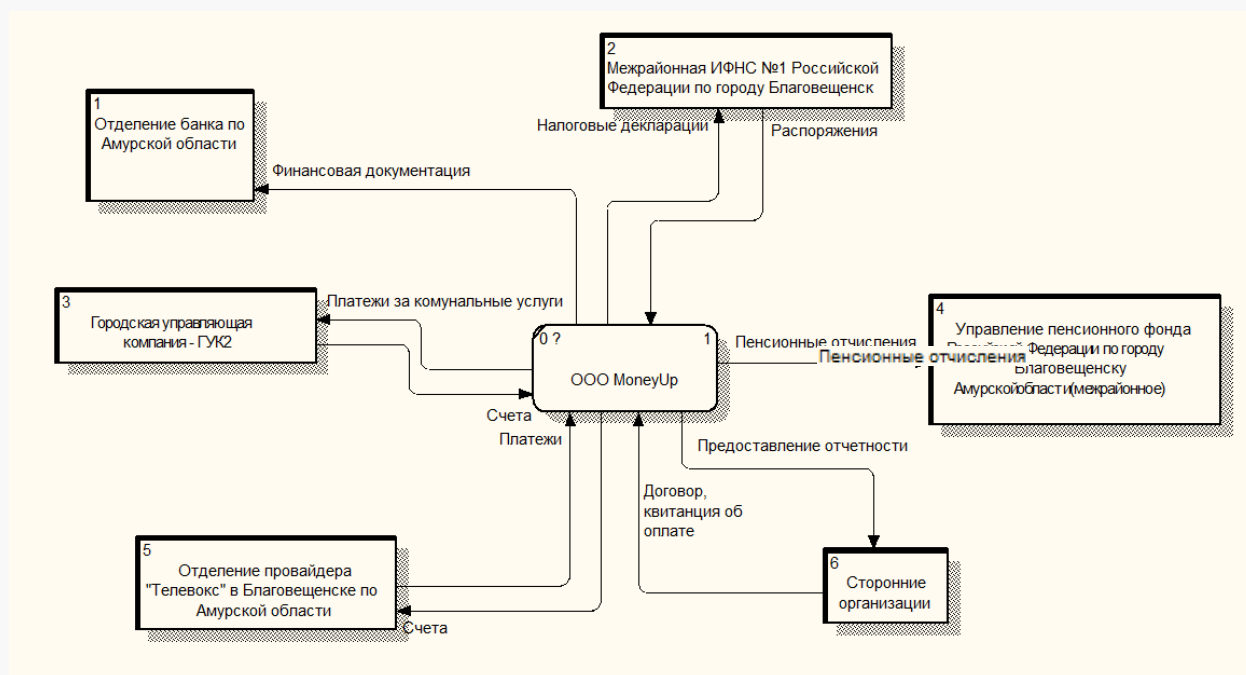 2
Межрайонная ИФНС №1 Российской
Федерации по городу Благовещенск
1
Отделение банка по
Амурской области
Налоговые декларации
Распоряжения
Финансовая документация
3
Городская управляющая
компания - ГУК2
Платежи за комунальные услуги
0 ?
1
ООО MoneyUp
Пенсионные отчисления
Пенсионные отчисления
4
Управление пенсионного фонда
Федерации по городу
Благовещенску
Амурскойобласти(межрайонное)
Счета
Платежи
Предоставление отчетности
Договор,
квитанция об
оплате
5
Отделение провайдера
"Телевокс" в Благовещенске по
Амурской области
Счета
6
Сторонние
организации